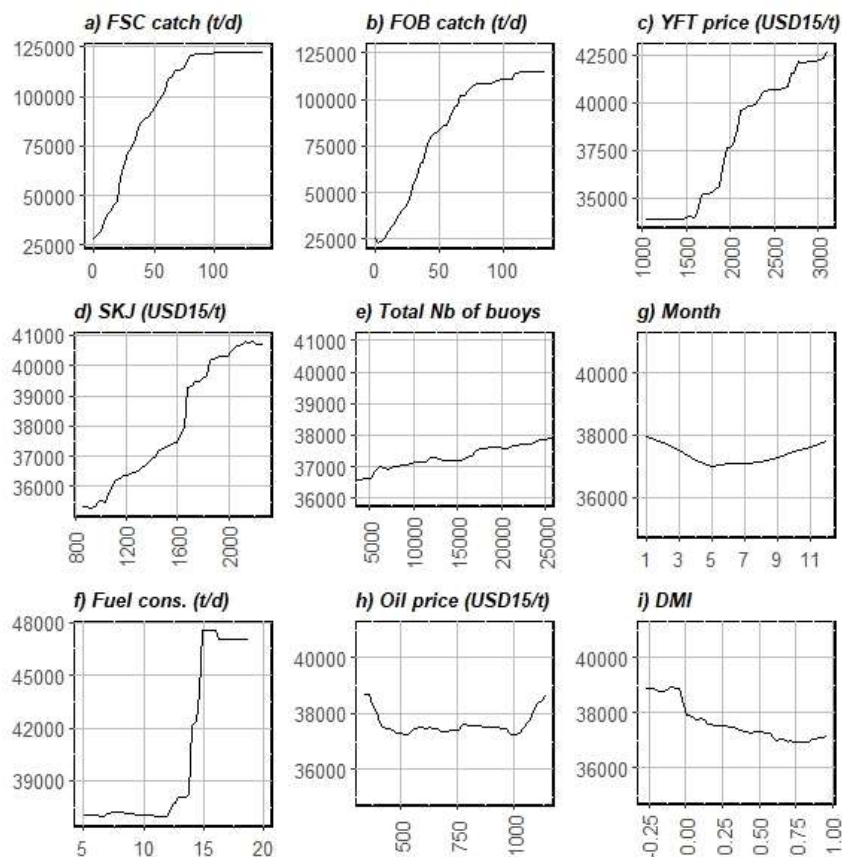 a) FSC catch (t/d)
125000
100000
75000
50000
25000
0 50 100
b) FOB catch (t/d)
125000
100000
75000
50000
25000
0 50 100
c) YFT price (USD15/t)
42500
40000
37500
35000
1000 1500 2000 2500 3000
d) SKJ (USD15/t)
41000
40000
39000
38000
37000
36000
800 1200 1600 2000
e) Total Nb of buoys
41000
40000
39000
38000
37000
36000
5000 10000 15000 20000 25000
g) Month
40000
38000
36000
1 3 5 7 9 11
f) Fuel cons. (t/d)
48000
45000
42000
39000
5 10 15 20
h) Oil price (USD15/t)
40000
38000
36000
500 750 1000
i) DMI
40000
38000
36000
-0.25 0.00 0.25 0.50 0.75 1.00